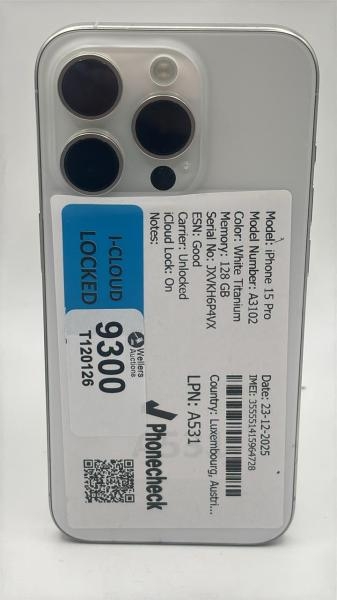 Model: iPhone 15 Pro
Model Number: A3102
Color: White Titanium
Memory: 128 GB
Serial No: JXVKH6P4VX
ESN: Good
Carrier: Unlocked
iCloud Lock: On
Notes:
Date: 23-12-2025
IMEI: 355551415964728
Country: Luxembourg, Austri...
LPN: A531
Phonecheck
I-CLOUD
LOCKED
Wellers
Auctions
9300
T120126